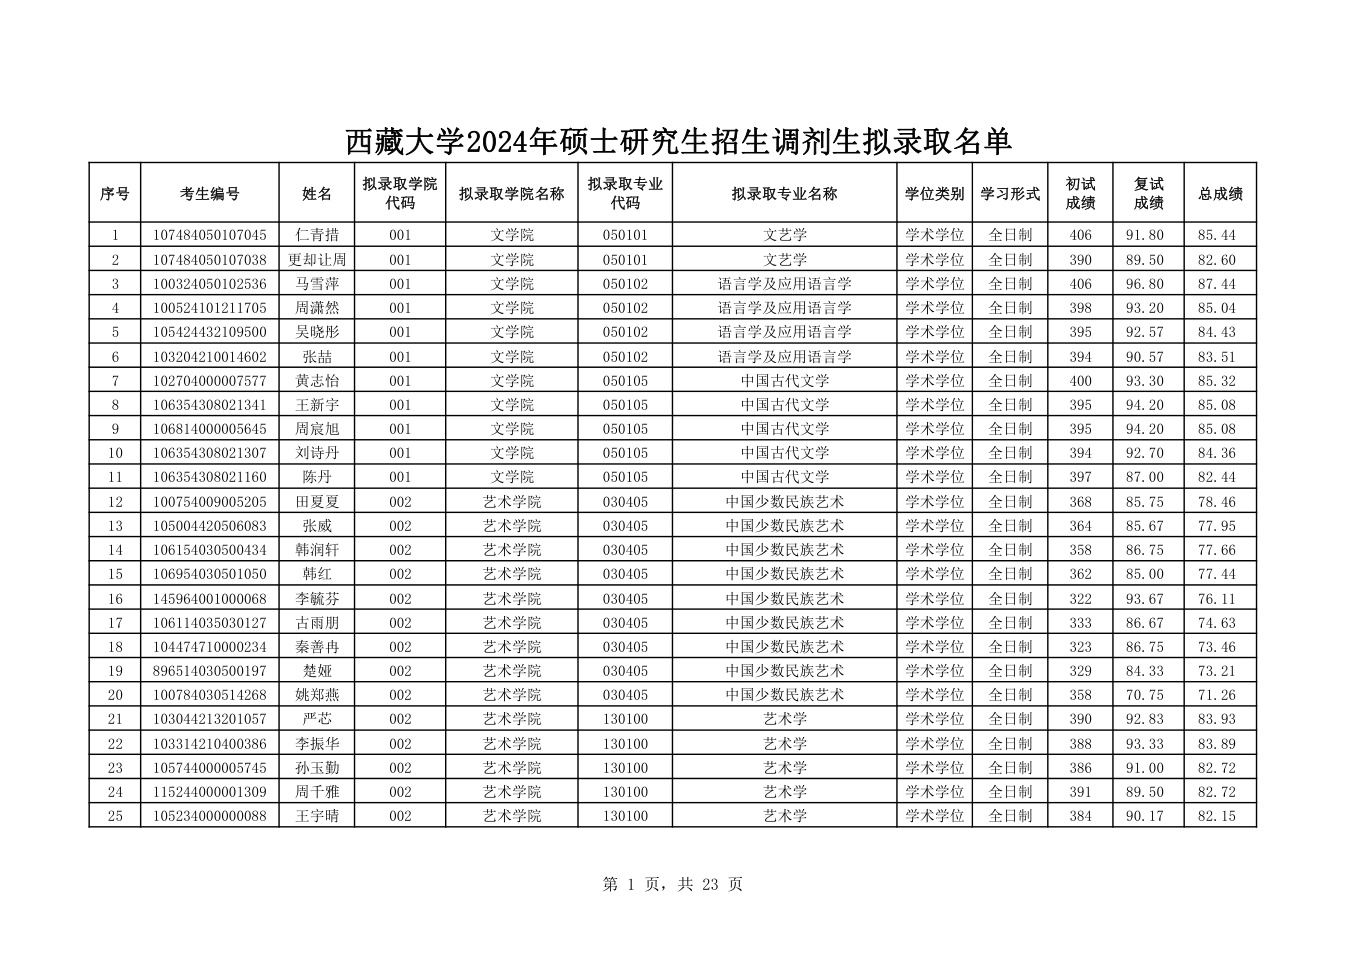 西藏大学2024年硕士研究生招生调剂生拟录取名单
序号 考生编号 姓名 拟录取学院代码 拟录取学院名称 拟录取专业代码 拟录取专业名称 学位类别 学习形式 初试成绩 复试成绩 总成绩
1 107484050107045 仁青措 001 文学院 050101 文艺学 学术学位 全日制 406 91.80 85.44
2 107484050107038 更却让周 001 文学院 050101 文艺学 学术学位 全日制 390 89.50 82.60
3 100324050102536 马雪萍 001 文学院 050102 语言学及应用语言学 学术学位 全日制 406 96.80 87.44
4 100524101211705 周潇然 001 文学院 050102 语言学及应用语言学 学术学位 全日制 398 93.20 85.04
5 105424432109500 吴晓彤 001 文学院 050102 语言学及应用语言学 学术学位 全日制 395 92.57 84.43
6 103204210014602 张喆 001 文学院 050102 语言学及应用语言学 学术学位 全日制 394 90.57 83.51
7 102704000007577 黄志怡 001 文学院 050105 中国古代文学 学术学位 全日制 400 93.30 85.32
8 106354308021341 王新宇 001 文学院 050105 中国古代文学 学术学位 全日制 395 94.20 85.08
9 106814000005645 周宸旭 001 文学院 050105 中国古代文学 学术学位 全日制 395 94.20 85.08
10 106354308021307 刘诗丹 001 文学院 050105 中国古代文学 学术学位 全日制 394 92.70 84.36
11 106354308021160 陈丹 001 文学院 050105 中国古代文学 学术学位 全日制 397 87.00 82.44
12 100754009005205 田夏夏 002 艺术学院 030405 中国少数民族艺术 学术学位 全日制 368 85.75 78.46
13 105004420506083 张威 002 艺术学院 030405 中国少数民族艺术 学术学位 全日制 364 85.67 77.95
14 106154030500434 韩润轩 002 艺术学院 030405 中国少数民族艺术 学术学位 全日制 358 86.75 77.66
15 106954030501050 韩红 002 艺术学院 030405 中国少数民族艺术 学术学位 全日制 362 85.00 77.44
16 145964001000068 李毓芬 002 艺术学院 030405 中国少数民族艺术 学术学位 全日制 322 93.67 76.11
17 106114035030127 古雨朋 002 艺术学院 030405 中国少数民族艺术 学术学位 全日制 333 86.67 74.63
18 104474710000234 秦善冉 002 艺术学院 030405 中国少数民族艺术 学术学位 全日制 323 86.75 73.46
19 896514030500197 楚娅 002 艺术学院 030405 中国少数民族艺术 学术学位 全日制 329 84.33 73.21
20 100784030514268 姚郑燕 002 艺术学院 030405 中国少数民族艺术 学术学位 全日制 358 70.75 71.26
21 103044213201057 严芯 002 艺术学院 130100 艺术学 学术学位 全日制 390 92.83 83.93
22 103314210400386 李振华 002 艺术学院 130100 艺术学 学术学位 全日制 388 93.33 83.89
23 105744000005745 孙玉勤 002 艺术学院 130100 艺术学 学术学位 全日制 386 91.00 82.72
24 115244000001309 周千雅 002 艺术学院 130100 艺术学 学术学位 全日制 391 89.50 82.72
25 105234000000088 王宇晴 002 艺术学院 130100 艺术学 学术学位 全日制 384 90.17 82.15
第 1 页，共 23 页